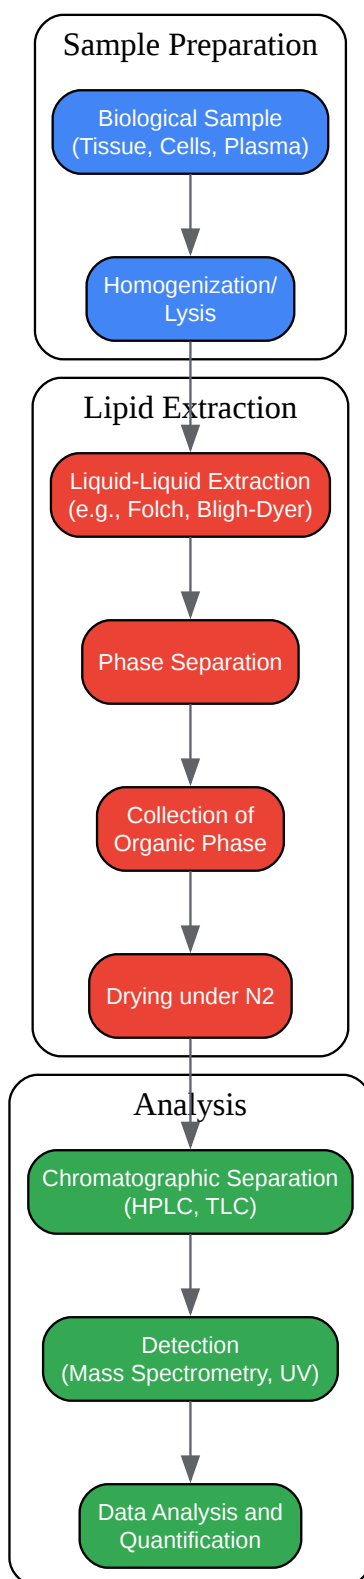 Sample Preparation
Biological Sample
(Tissue, Cells, Plasma)
Homogenization/
Lysis
Lipid Extraction
Liquid-Liquid Extraction
(e.g., Folch, Bligh-Dyer)
Phase Separation
Collection of
Organic Phase
Drying under N2
Analysis
Chromatographic Separation
(HPLC, TLC)
Detection
(Mass Spectrometry, UV)
Data Analysis and
Quantification